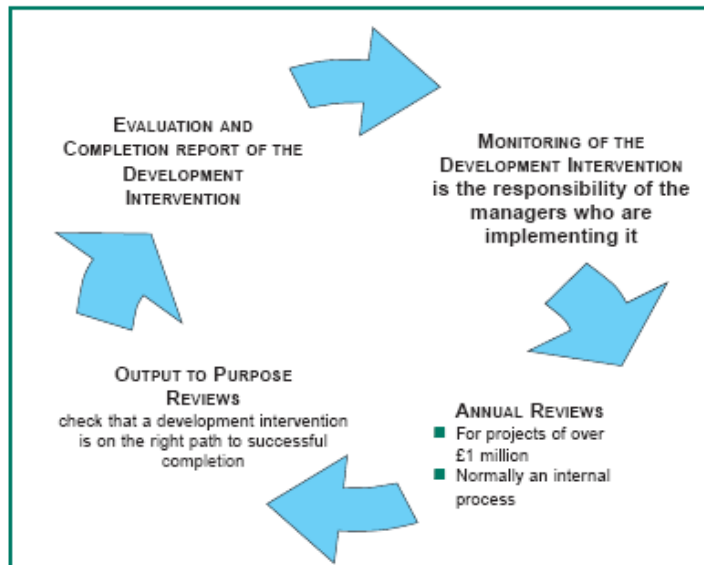 EVALUATION AND
COMPLETION REPORT OF THE
DEVELOPMENT
INTERVENTION
MONITORING OF THE
DEVELOPMENT INTERVENTION
is the responsibility of the
managers who are
implementing it
ANNUAL REVIEWS
■ For projects of over
£1 million
■ Normally an internal
process
OUTPUT TO PURPOSE
REVIEWS
check that a development intervention
is on the right path to successful
completion